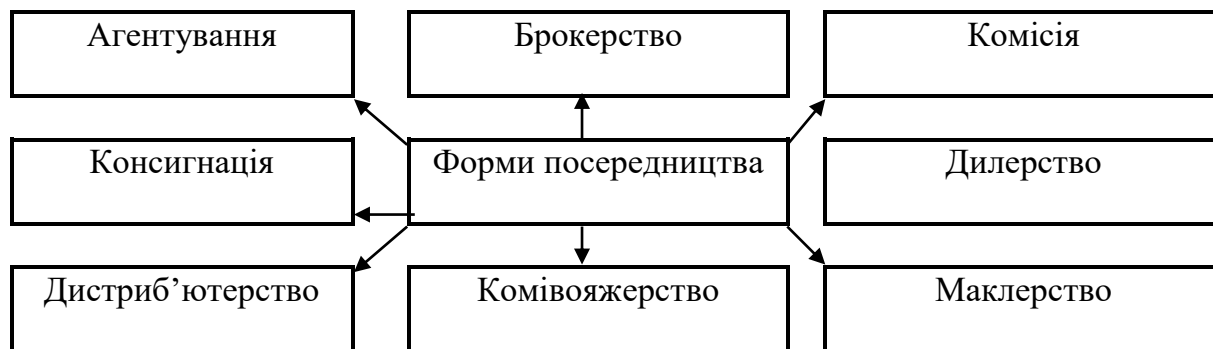 Агентування
Брокерство
Комісія
Консигнація
Форми посередництва
Дилерство
Дистриб’ютерство
Комівояжерство
Маклерство